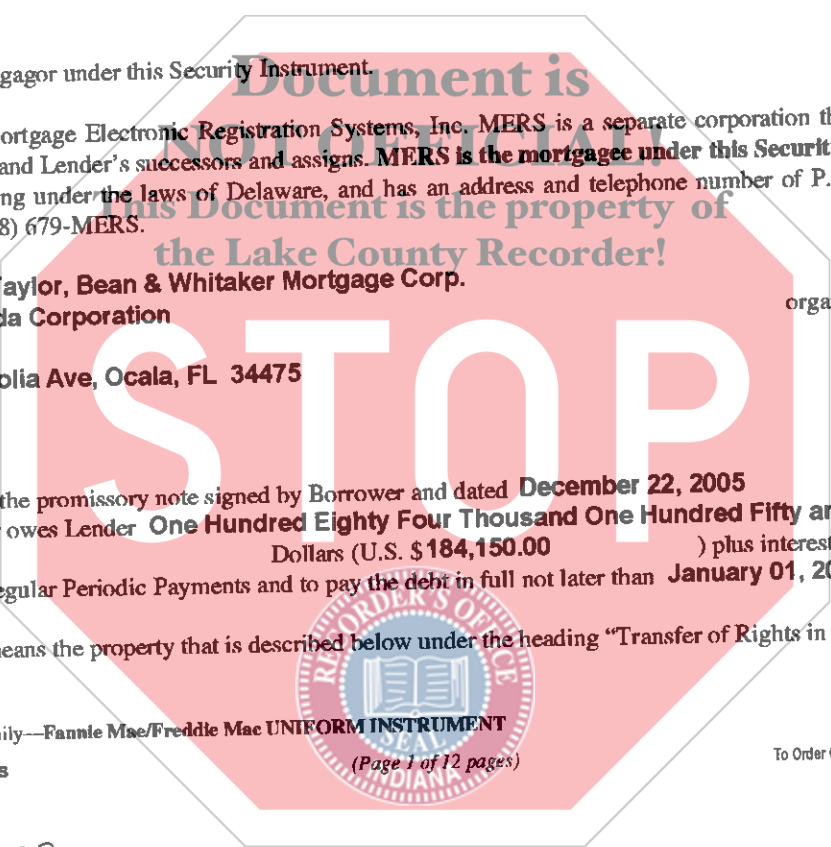 Document is
gagor under this Security Instrument.
NOT OFFICIAL!
ortgage Electronic Registration Systems, Inc. MERS is a separate corporation th
and Lender's successors and assigns. MERS is the mortgagee under this Securit
ng under the laws of Delaware, and has an address and telephone number of P.
This Document is the property of
8) 679-MERS.
the Lake County Recorder!
aylor, Bean & Whitaker Mortgage Corp.
da Corporation orga
STOP
olia Ave, Ocala, FL 34475
the promissory note signed by Borrower and dated December 22, 2005
owes Lender One Hundred Eighty Four Thousand One Hundred Fifty an
Dollars (U.S. $184,150.00 ) plus interest
egular Periodic Payments and to pay the debt in full not later than January 01, 20
eans the property that is described below under the heading “Transfer of Rights in
RECORDER'S OFFICE
SEAL
INDIANA
ily—Fannie Mae/Freddie Mac UNIFORM INSTRUMENT
s (Page 1 of 12 pages) To Order